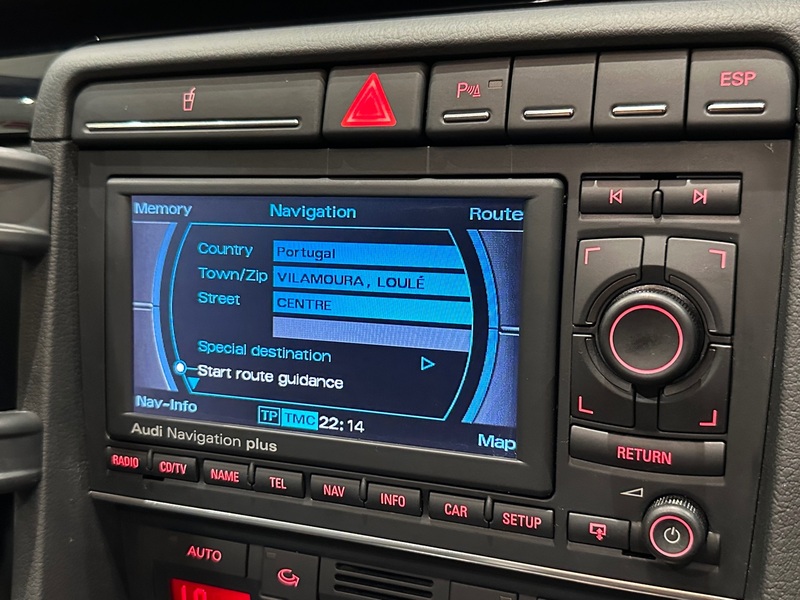 P
ESP
Memory Navigation Route
Country Portugal
Town/Zip VILAMOURA, LOULÉ
Street CENTRE
Special destination
Start route guidance
Nav-Info TP TMC 22:14 Map
Audi Navigation plus
RETURN
RADIO CD/TV NAME TEL NAV INFO CAR SETUP
AUTO